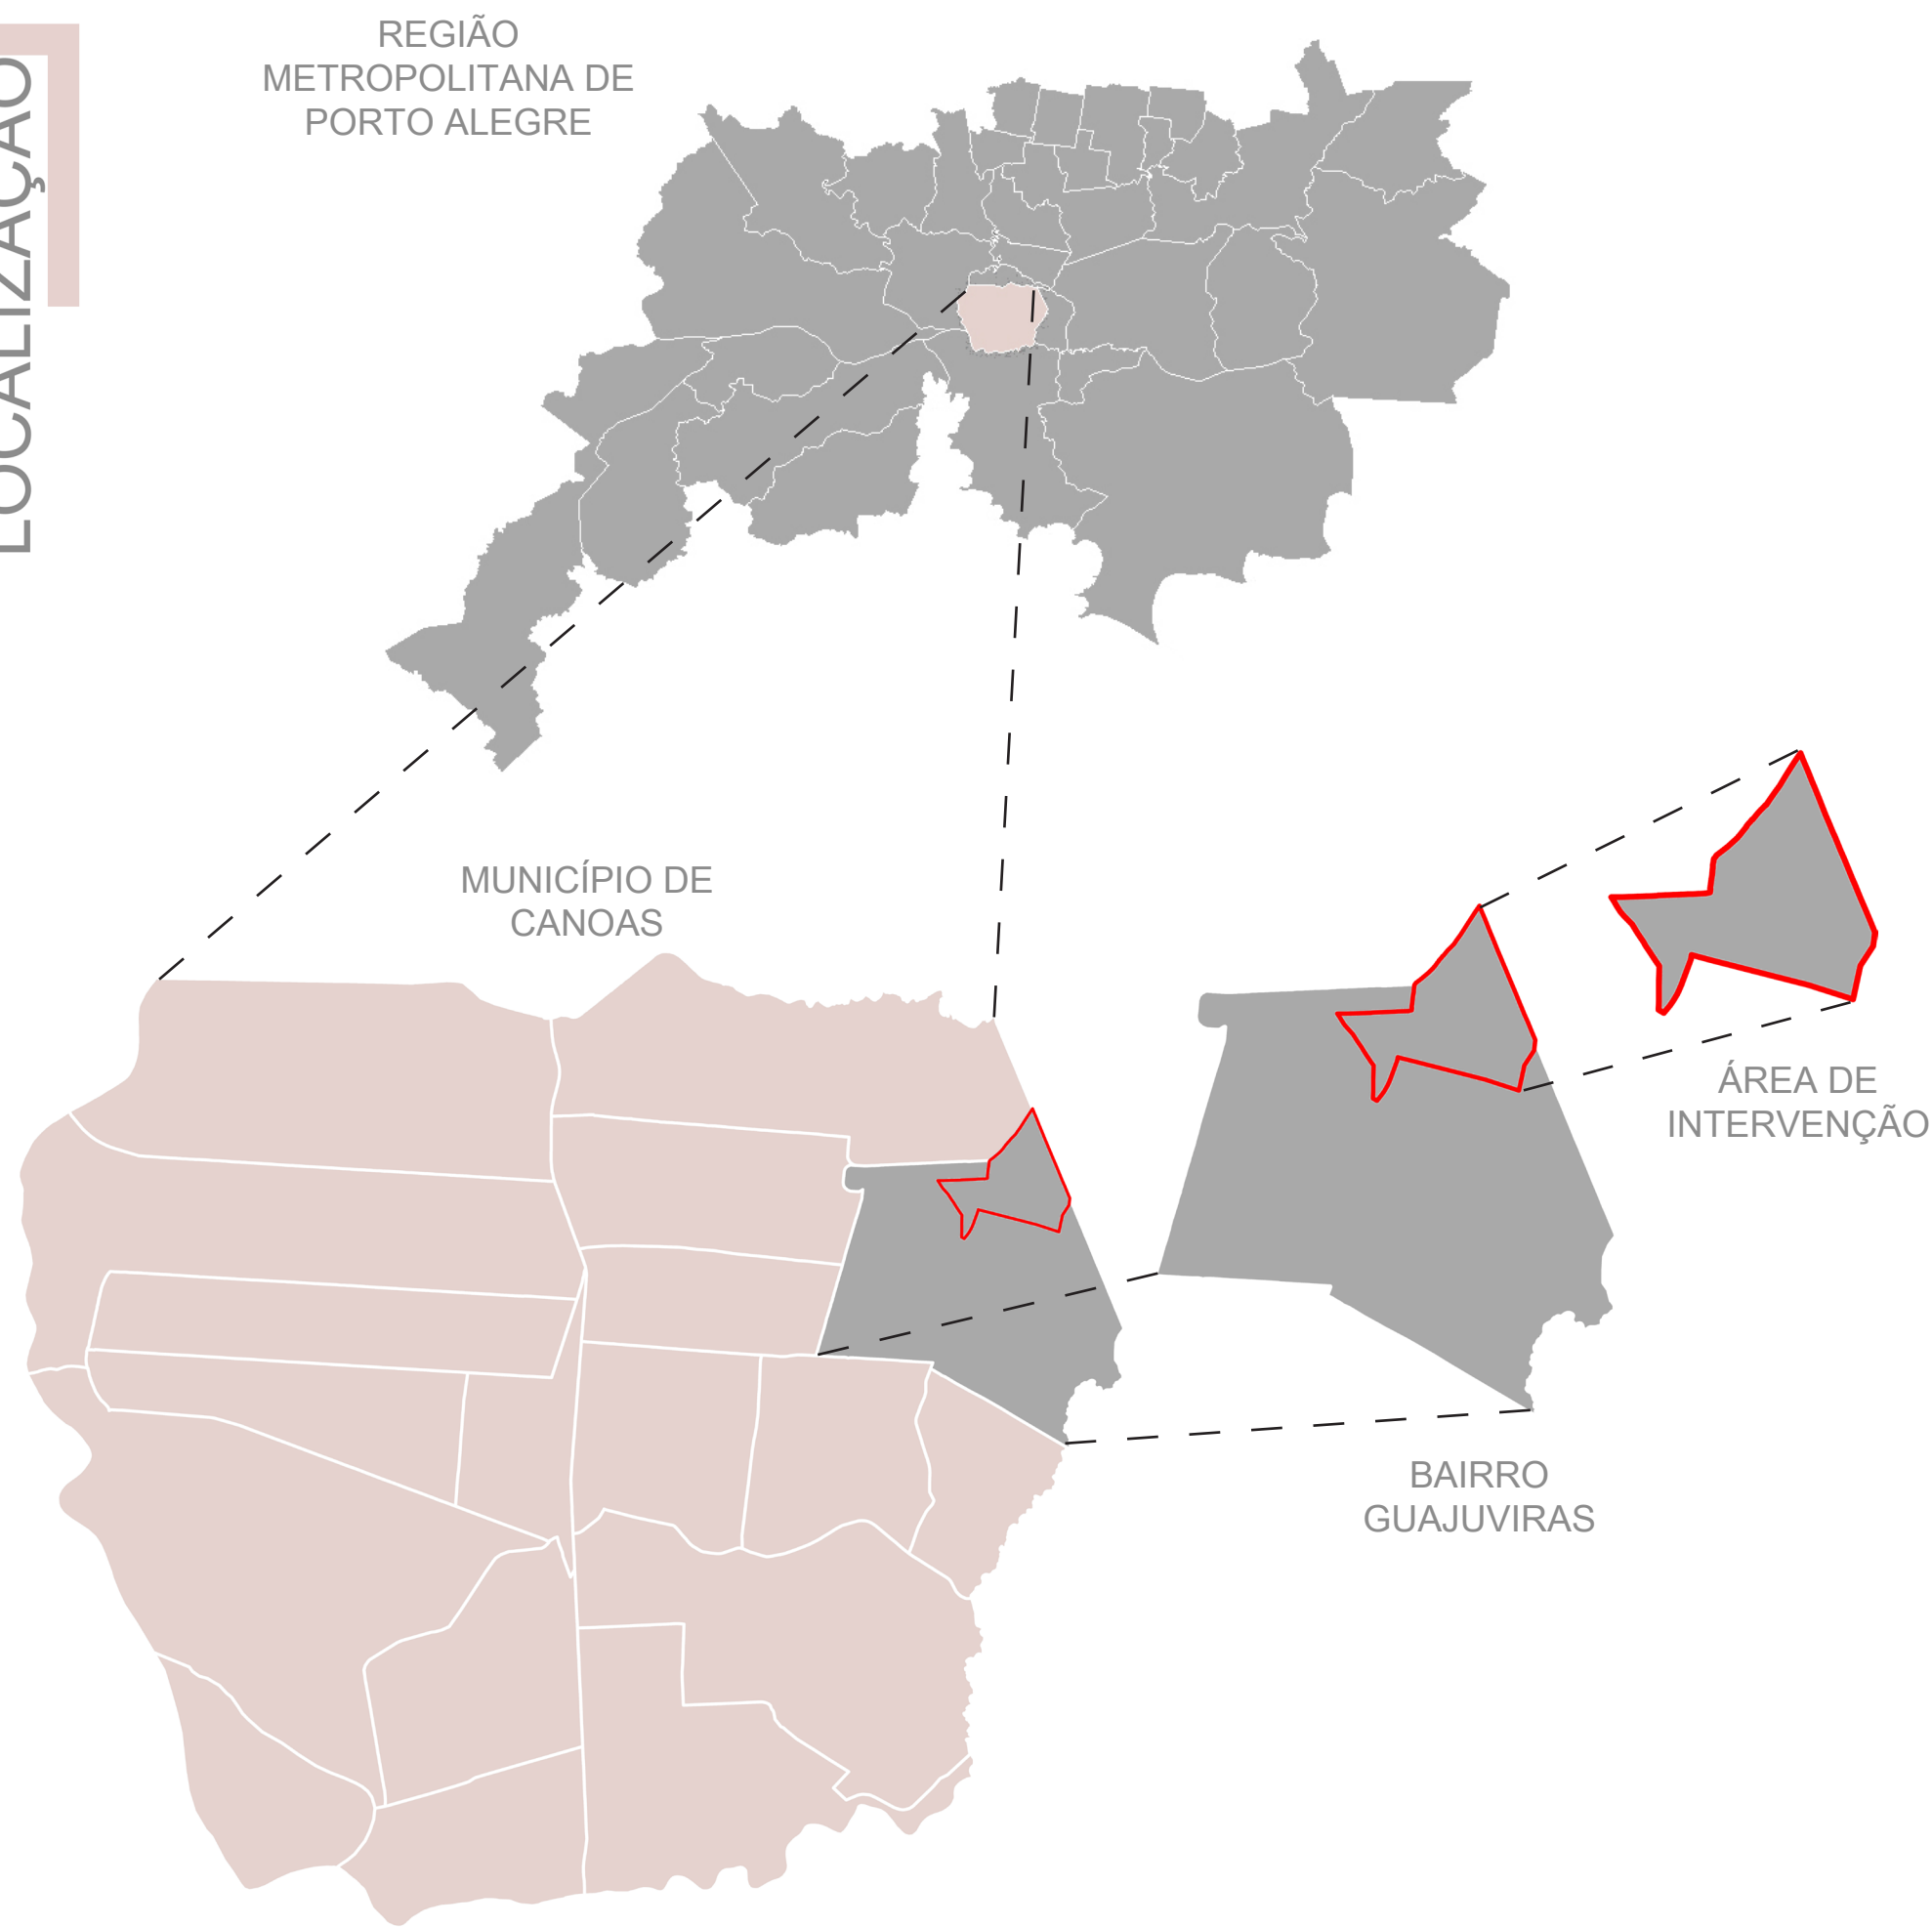 LOCALIZAÇÃO
REGIÃO
METROPOLITANA DE
PORTO ALEGRE
MUNICÍPIO DE
CANOAS
ÁREA DE
INTERVENÇÃO
BAIRRO
GUAJUVIRAS